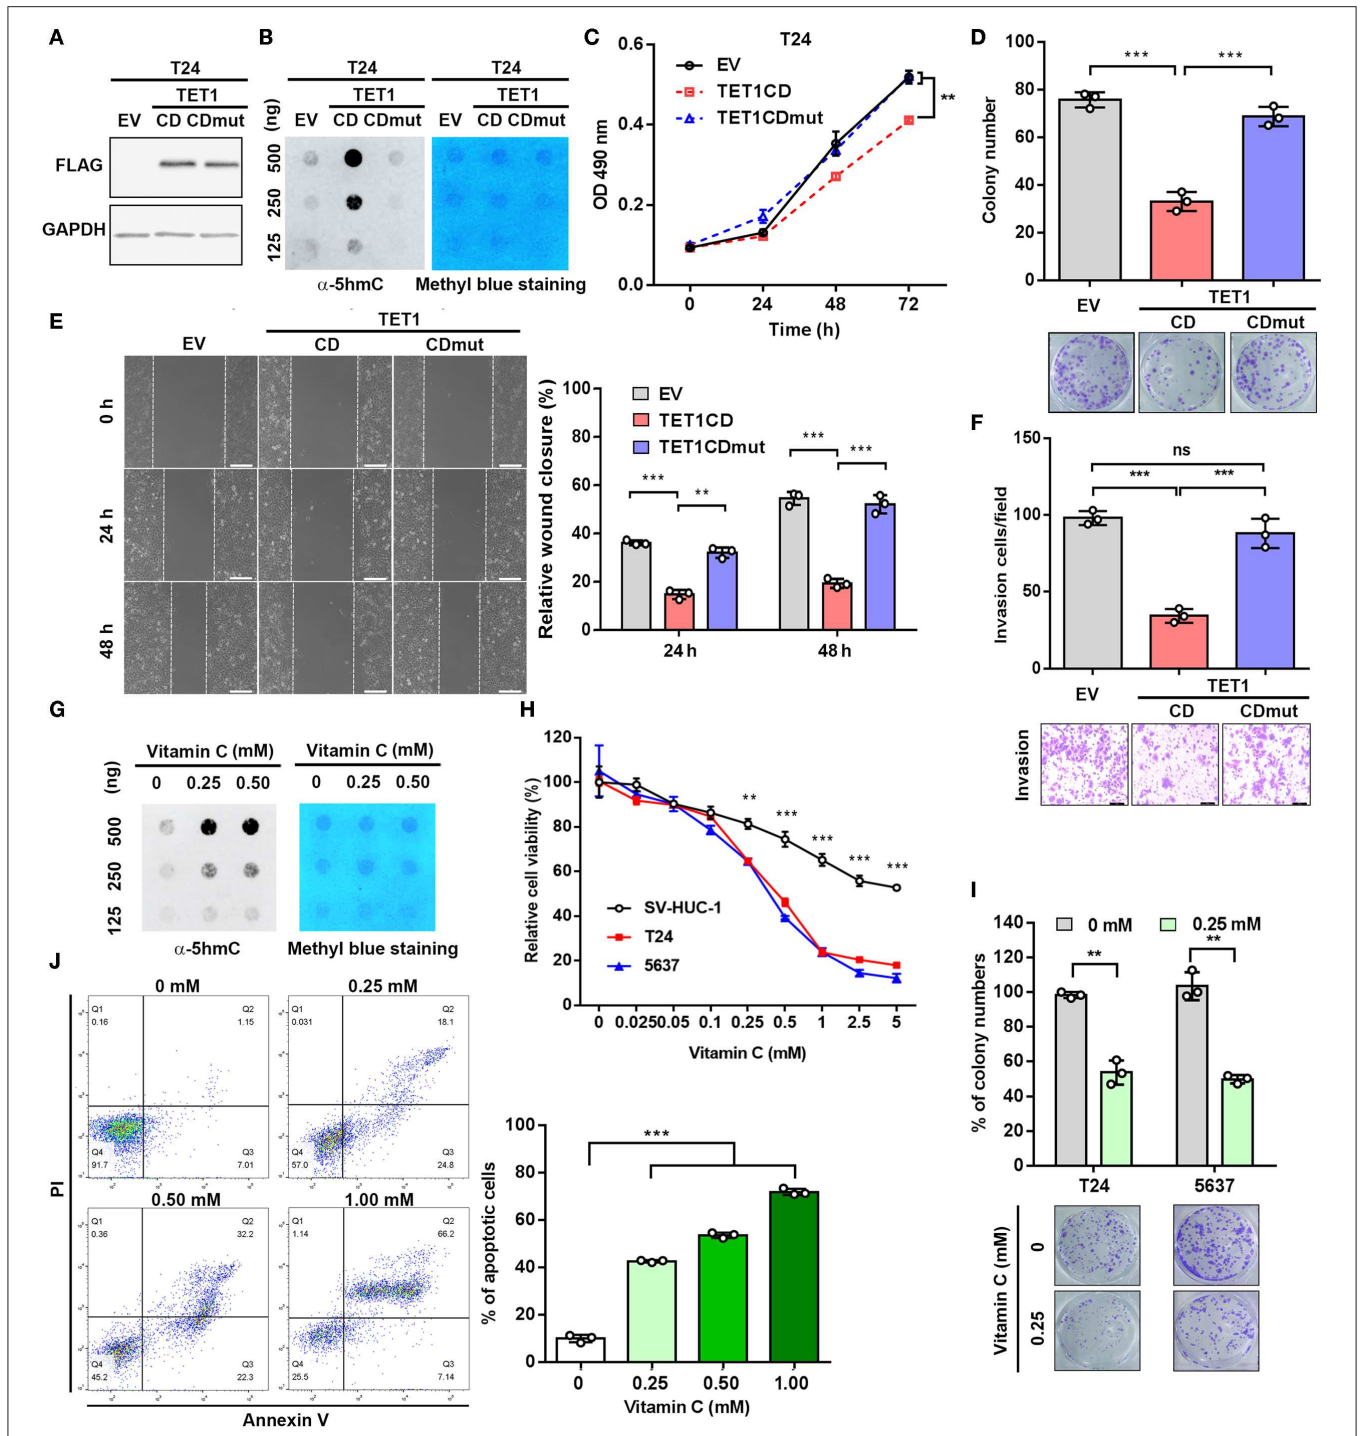 A
T24
TET1
EV CD CDmut
FLAG
GAPDH
B
T24 T24
TET1 TET1
(ng) EV CD CDmut EV CD CDmut
500
250
125
α-5hmC Methyl blue staining
C
T24
EV
TET1CD
TET1CDmut
**
OD 490 nm
0.6
0.4
0.2
0.0
0 24 48 72
Time (h)
D
*** ***
Colony number
100
80
60
40
20
0
EV TET1
CD CDmut
E
TET1
EV CD CDmut
0 h
24 h
48 h
Relative wound closure (%)
100
80
60
40
20
0
EV
TET1CD
TET1CDmut
*** **
*** ***
24 h 48 h
F
Invasion cells/field
150
100
50
0
ns
*** ***
EV TET1
CD CDmut
Invasion
G
Vitamin C (mM) Vitamin C (mM)
(ng) 0 0.25 0.50 0 0.25 0.50
500
250
125
α-5hmC Methyl blue staining
H
Relative cell viability (%)
120
100
80
60
40
20
0
** *** *** *** ***
SV-HUC-1
T24
5637
0 0.025 0.05 0.1 0.25 0.5 1 2.5 5
Vitamin C (mM)
I
0 mM 0.25 mM
** **
% of colony numbers
140
120
100
80
60
40
20
0
T24 5637
Vitamin C (mM)
0
0.25
J
0 mM 0.25 mM
Q1 0.16 Q2 1.15
Q4 91.7 Q3 7.01
Q1 0.031 Q2 18.1
Q4 57.0 Q3 24.8
0.50 mM 1.00 mM
Q1 0.36 Q2 32.2
Q4 45.2 Q3 22.3
Q1 1.14 Q2 66.2
Q4 25.5 Q3 7.14
PI
Annexin V
% of apoptotic cells
100
80
60
40
20
0
***
0 0.25 0.50 1.00
Vitamin C (mM)